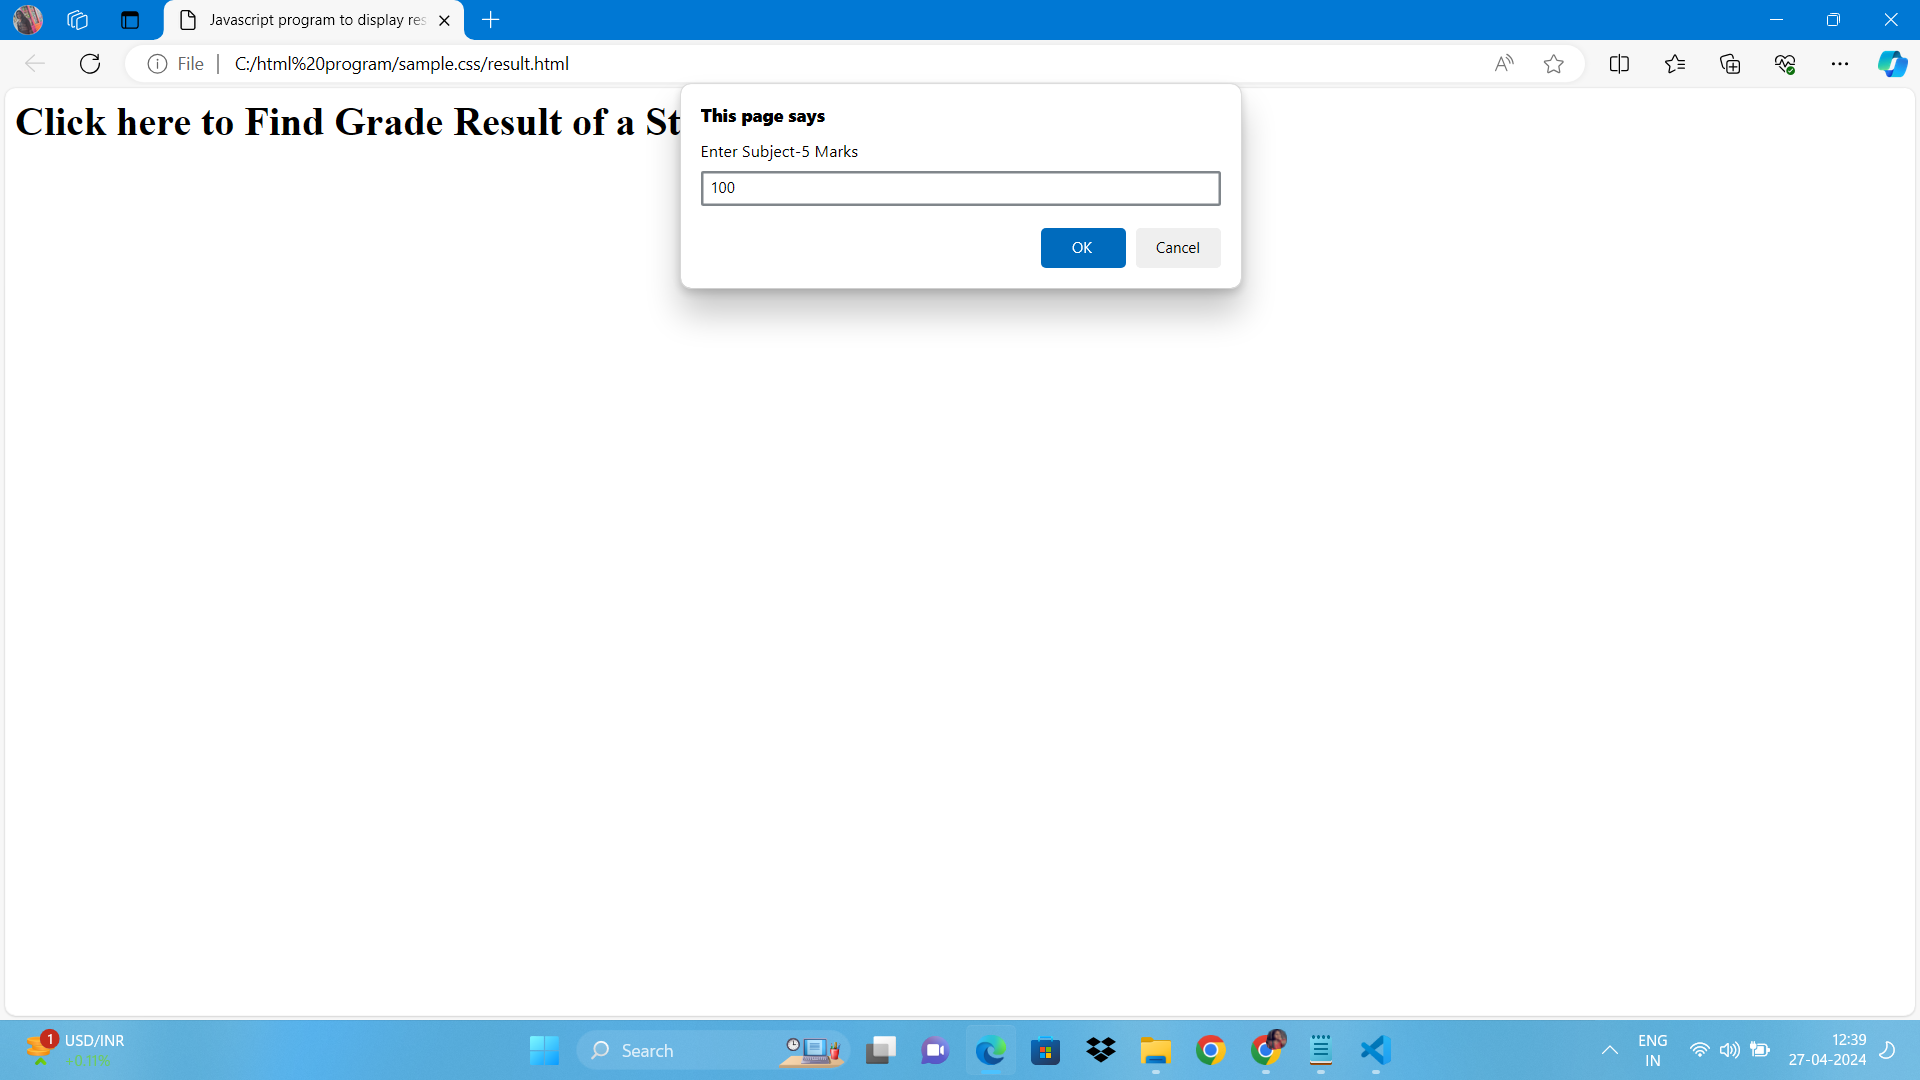 Javascript program to display res
File
C:/html%20program/sample.css/result.html
Click here to Find Grade Result of a St
This page says
Enter Subject-5 Marks
100
OK
Cancel
1
USD/INR
0.11%
Search
ENG
IN
12:39
27-04-2024